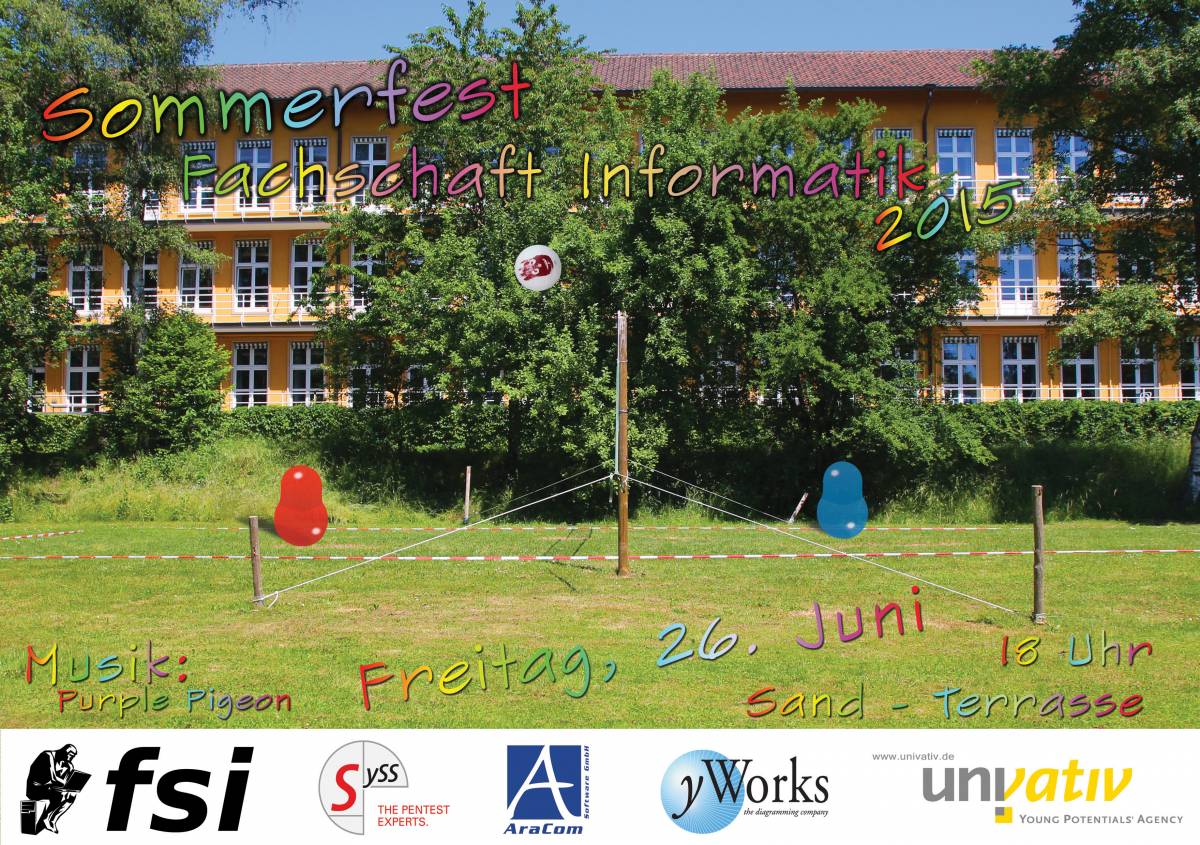 Sommerfest
Fachschaft Informatik
2015
Musik:
Purple Pigeon
Freitag, 26. Juni
18 Uhr
Sand - Terrasse
fsi
SySS
THE PENTEST
EXPERTS.
A
AraCom
Software GmbH
yWorks
the diagramming company
www.univativ.de
univativ
YOUNG POTENTIALS' AGENCY